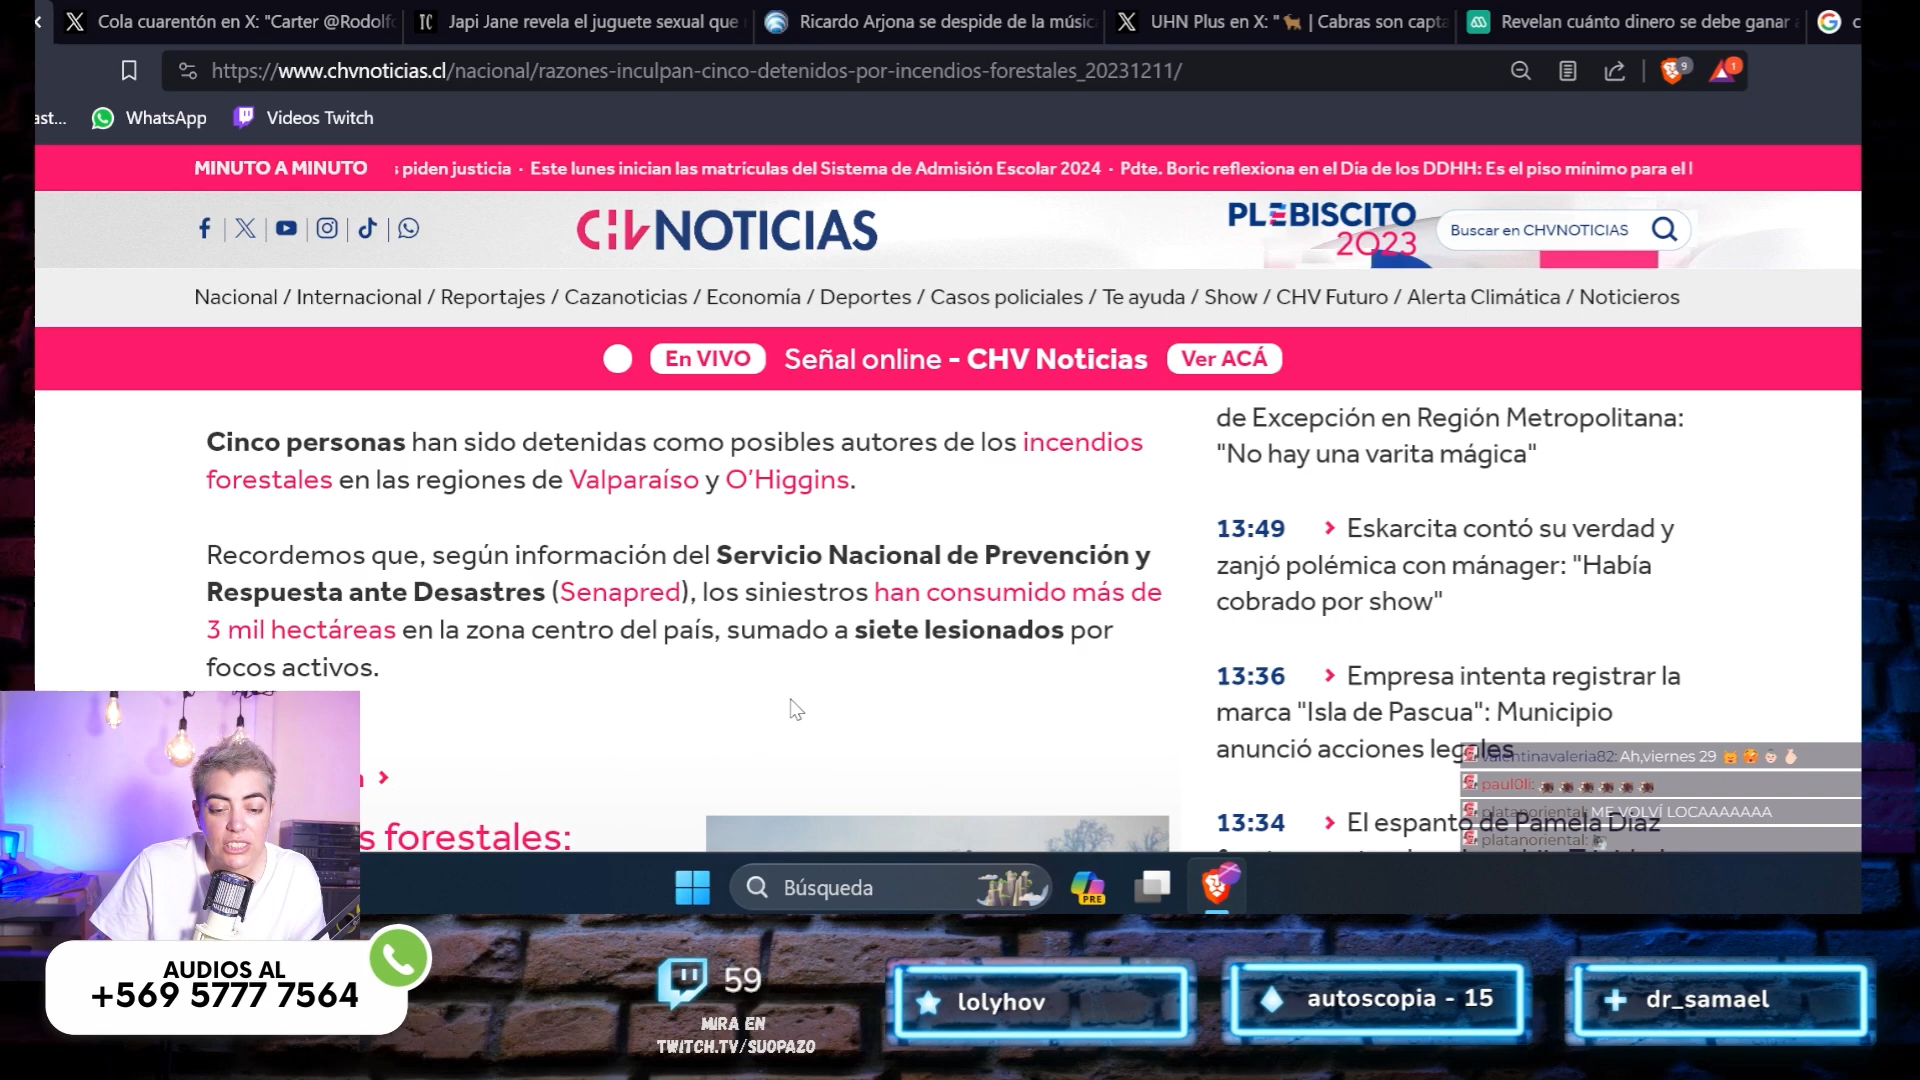 Cola cuarentón en X: "Carter @Rodolf
Japi Jane revela el juguete sexual que
Ricardo Arjona se despide de la músic
UHN Plus en X: "🐈 | Cabras son capta
Revelan cuánto dinero se debe ganar
c
https://www.chvnoticias.cl/nacional/razones-inculpan-cinco-detenidos-por-incendios-forestales_20231211/
9
1
ast...
WhatsApp
Videos Twitch
MINUTO A MINUTO
s piden justicia · Este lunes inician las matrículas del Sistema de Admisión Escolar 2024 · Pdte. Boric reflexiona en el Día de los DDHH: Es el piso mínimo para el
CHV NOTICIAS
PLEBISCITO
2023
Buscar en CHVNOTICIAS
Nacional / Internacional / Reportajes / Cazanoticias / Economía / Deportes / Casos policiales / Te ayuda / Show / CHV Futuro / Alerta Climática / Noticieros
En VIVO
Señal online - CHV Noticias
Ver ACÁ
Cinco personas han sido detenidas como posibles autores de los incendios
forestales en las regiones de Valparaíso y O'Higgins.
Recordemos que, según información del Servicio Nacional de Prevención y
Respuesta ante Desastres (Senapred), los siniestros han consumido más de
3 mil hectáreas en la zona centro del país, sumado a siete lesionados por
focos activos.
s forestales:
de Excepción en Región Metropolitana:
"No hay una varita mágica"
13:49 > Eskarcita contó su verdad y
zanjó polémica con mánager: "Había
cobrado por show"
13:36 > Empresa intenta registrar la
marca "Isla de Pascua": Municipio
anunció acciones legales
13:34 > El espanto de Pamela Díaz
valentinavaleria82: Ah,viernes 29
paul0li:
platanoriental: ME VOLVÍ LOCAAAAAAA
platanoriental:
Búsqueda
PRE
AUDIOS AL
+569 5777 7564
59
MIRA EN
TWITCH.TV/SUOPAZO
lolyhov
autoscopia - 15
dr_samael